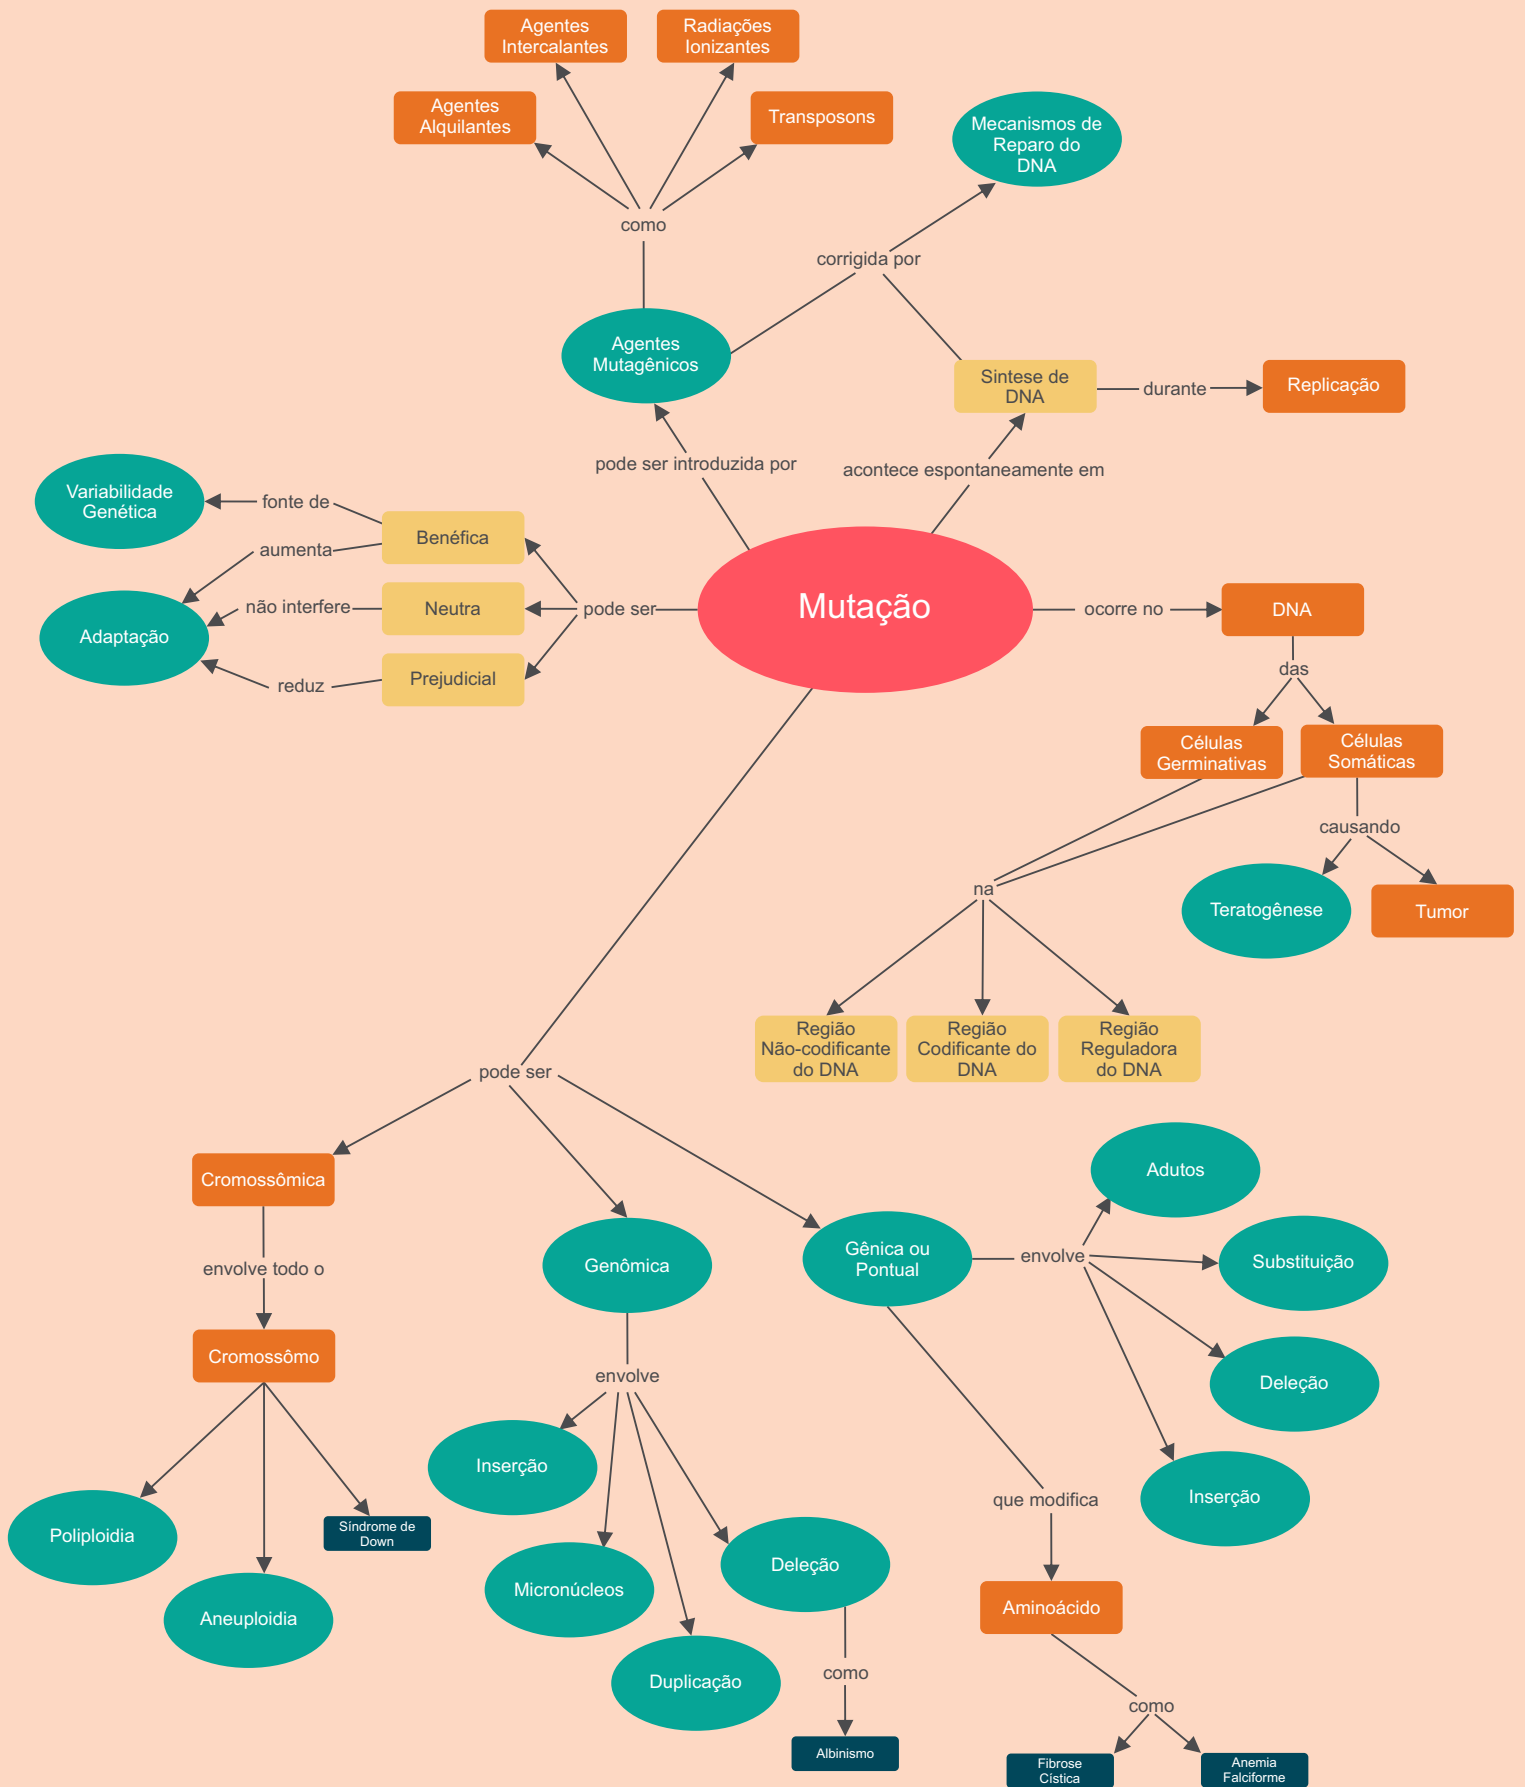 Agentes
Intercalantes
Radiações
Ionizantes
Agentes
Alquilantes
Transposons
Mecanismos de
Reparo do
DNA
como
corrigida por
Agentes
Mutagênicos
Sintese de
DNA
durante
Replicação
pode ser introduzida por
acontece espontaneamente em
Variabilidade
Genética
fonte de
Benéfica
aumenta
não interfere
Neutra
pode ser
Mutação
ocorre no
DNA
Adaptação
reduz
Prejudicial
das
Células
Germinativas
Células
Somáticas
causando
na
Teratogênese
Tumor
Região
Não-codificante
do DNA
Região
Codificante do
DNA
Região
Reguladora
do DNA
pode ser
Cromossômica
Adutos
Gênica ou
Pontual
envolve
Substituição
Genômica
envolve todo o
Cromossômo
envolve
Deleção
Inserção
que modifica
Inserção
Poliploidia
Síndrome de
Down
Micronúcleos
Deleção
Aneuploidia
Aminoácido
Duplicação
como
como
Albinismo
Fibrose
Cística
Anemia
Falciforme